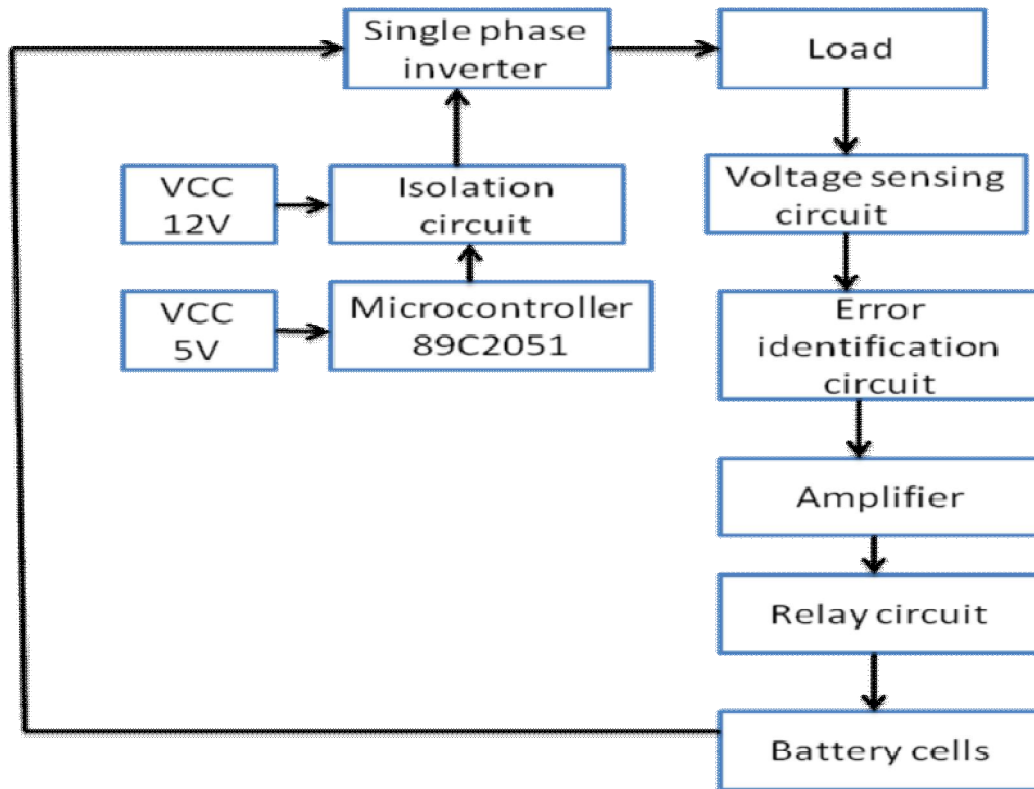 Single phase
inverter
Load
VCC
12V
Isolation
circuit
Voltage sensing
circuit
VCC
5V
Microcontroller
89C2051
Error
identification
circuit
Amplifier
Relay circuit
Battery cells